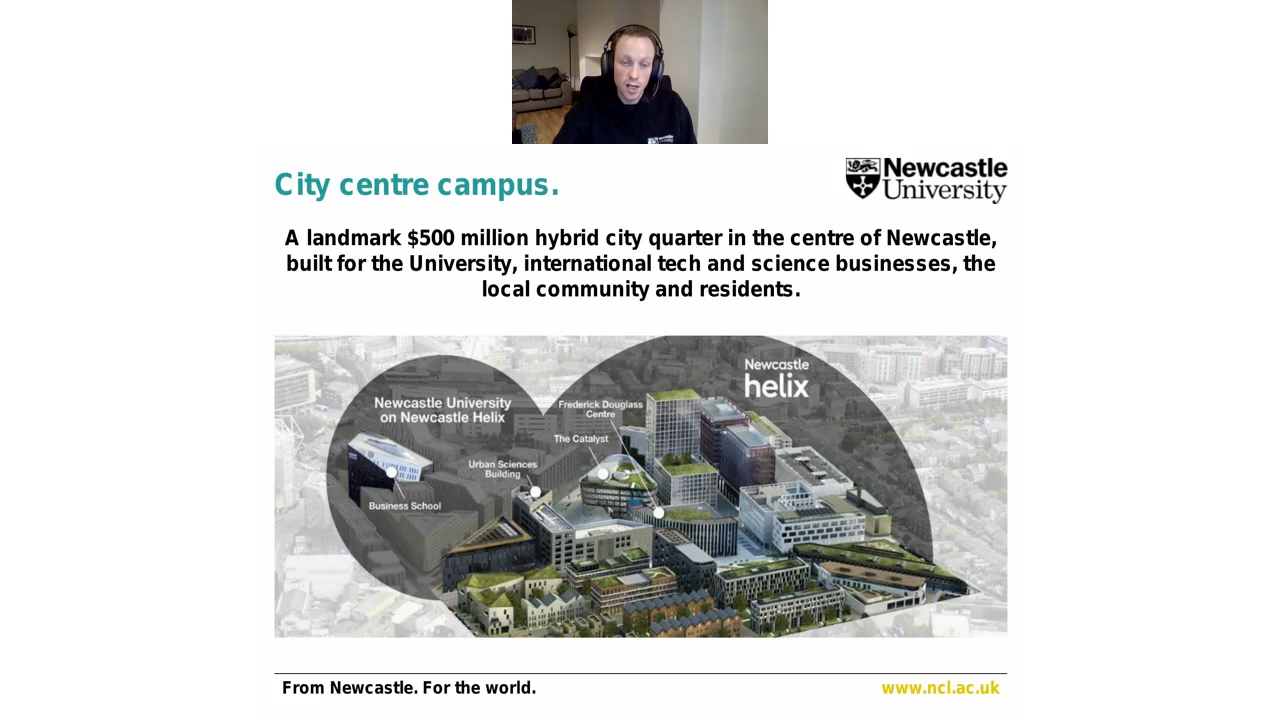 City centre campus.
Newcastle
University
A landmark $500 million hybrid city quarter in the centre of Newcastle,
built for the University, international tech and science businesses, the
local community and residents.
Newcastle
helix
Newcastle University
on Newcastle Helix
Frederick Douglass
Centre
The Catalyst
Urban Sciences
Building
Business School
From Newcastle. For the world.
www.ncl.ac.uk